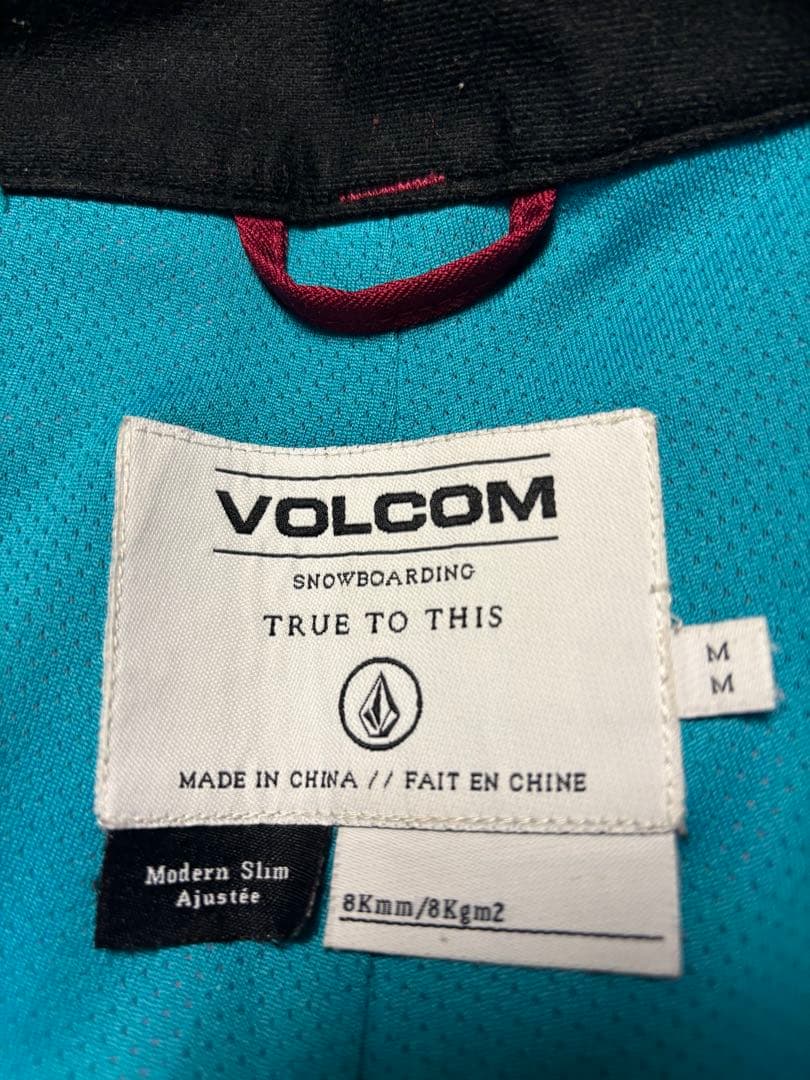 VOLCOM
SNOWBOARDING
TRUE TO THIS
M
M
MADE IN CHINA // FAIT EN CHINE
Modern Slim
Ajustée
8Kmm/8Kgm2